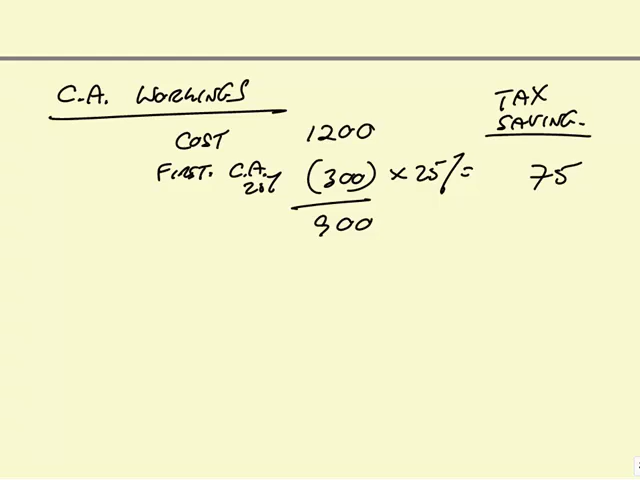 C.A. WORKINGS
TAX SAVING.
COST 1200
FIRST. C.A. 25% (300) × 25% = 75
900